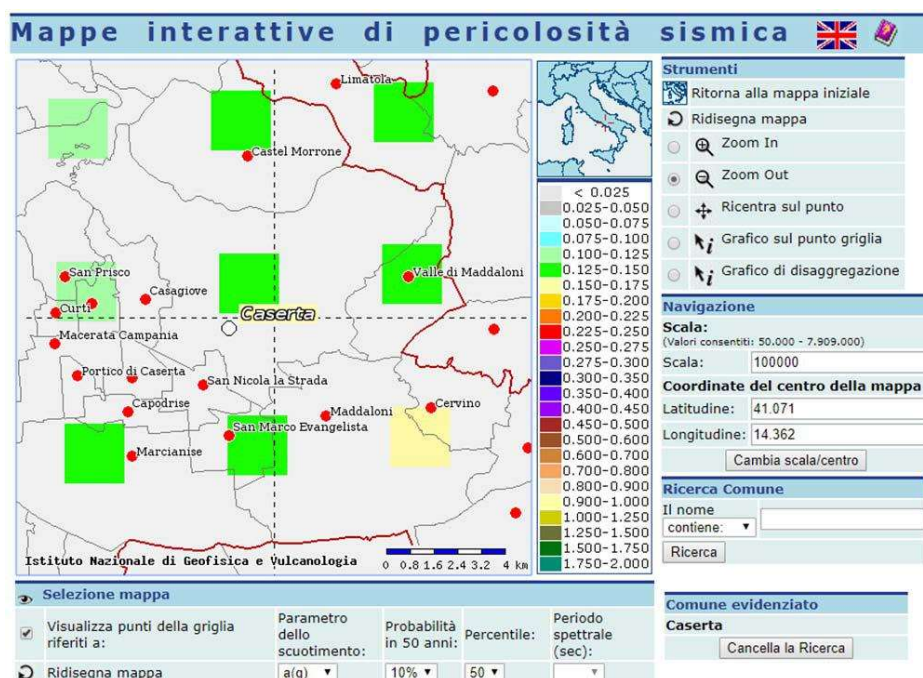 Mappe interattive di pericolosità sismica
Limatola
Castel Morrone
San Prisco
Casagiove
Valle di Maddaloni
Curti
Caserta
Macerata Campania
Portico di Caserta
San Nicola la Strada
Capodrise
Maddaloni
Cervino
San Marco Evangelista
Marcianise
Istituto Nazionale di Geofisica e Vulcanologia
0 0.8 1.6 2.4 3.2 4 km
< 0.025
0.025-0.050
0.050-0.075
0.075-0.100
0.100-0.125
0.125-0.150
0.150-0.175
0.175-0.200
0.200-0.225
0.225-0.250
0.250-0.275
0.275-0.300
0.300-0.350
0.350-0.400
0.400-0.450
0.450-0.500
0.500-0.600
0.600-0.700
0.700-0.800
0.800-0.900
0.900-1.000
1.000-1.250
1.250-1.500
1.500-1.750
1.750-2.000
Strumenti
Ritorna alla mappa iniziale
Ridisegna mappa
Zoom In
Zoom Out
Ricentra sul punto
Grafico sul punto griglia
Grafico di disaggregazione
Navigazione
Scala:
(Valori consentiti: 50.000 - 7.909.000)
Scala: 100000
Coordinate del centro della mappa
Latitudine: 41.071
Longitudine: 14.362
Cambia scala/centro
Ricerca Comune
Il nome
contiene:
Ricerca
Comune evidenziato
Caserta
Cancella la Ricerca
Selezione mappa
Visualizza punti della griglia
riferiti a:
Parametro
dello
scuotimento:
Probabilità
in 50 anni:
Percentile:
Periodo
spettrale
(sec):
Ridisegna mappa
a(g)
10%
50